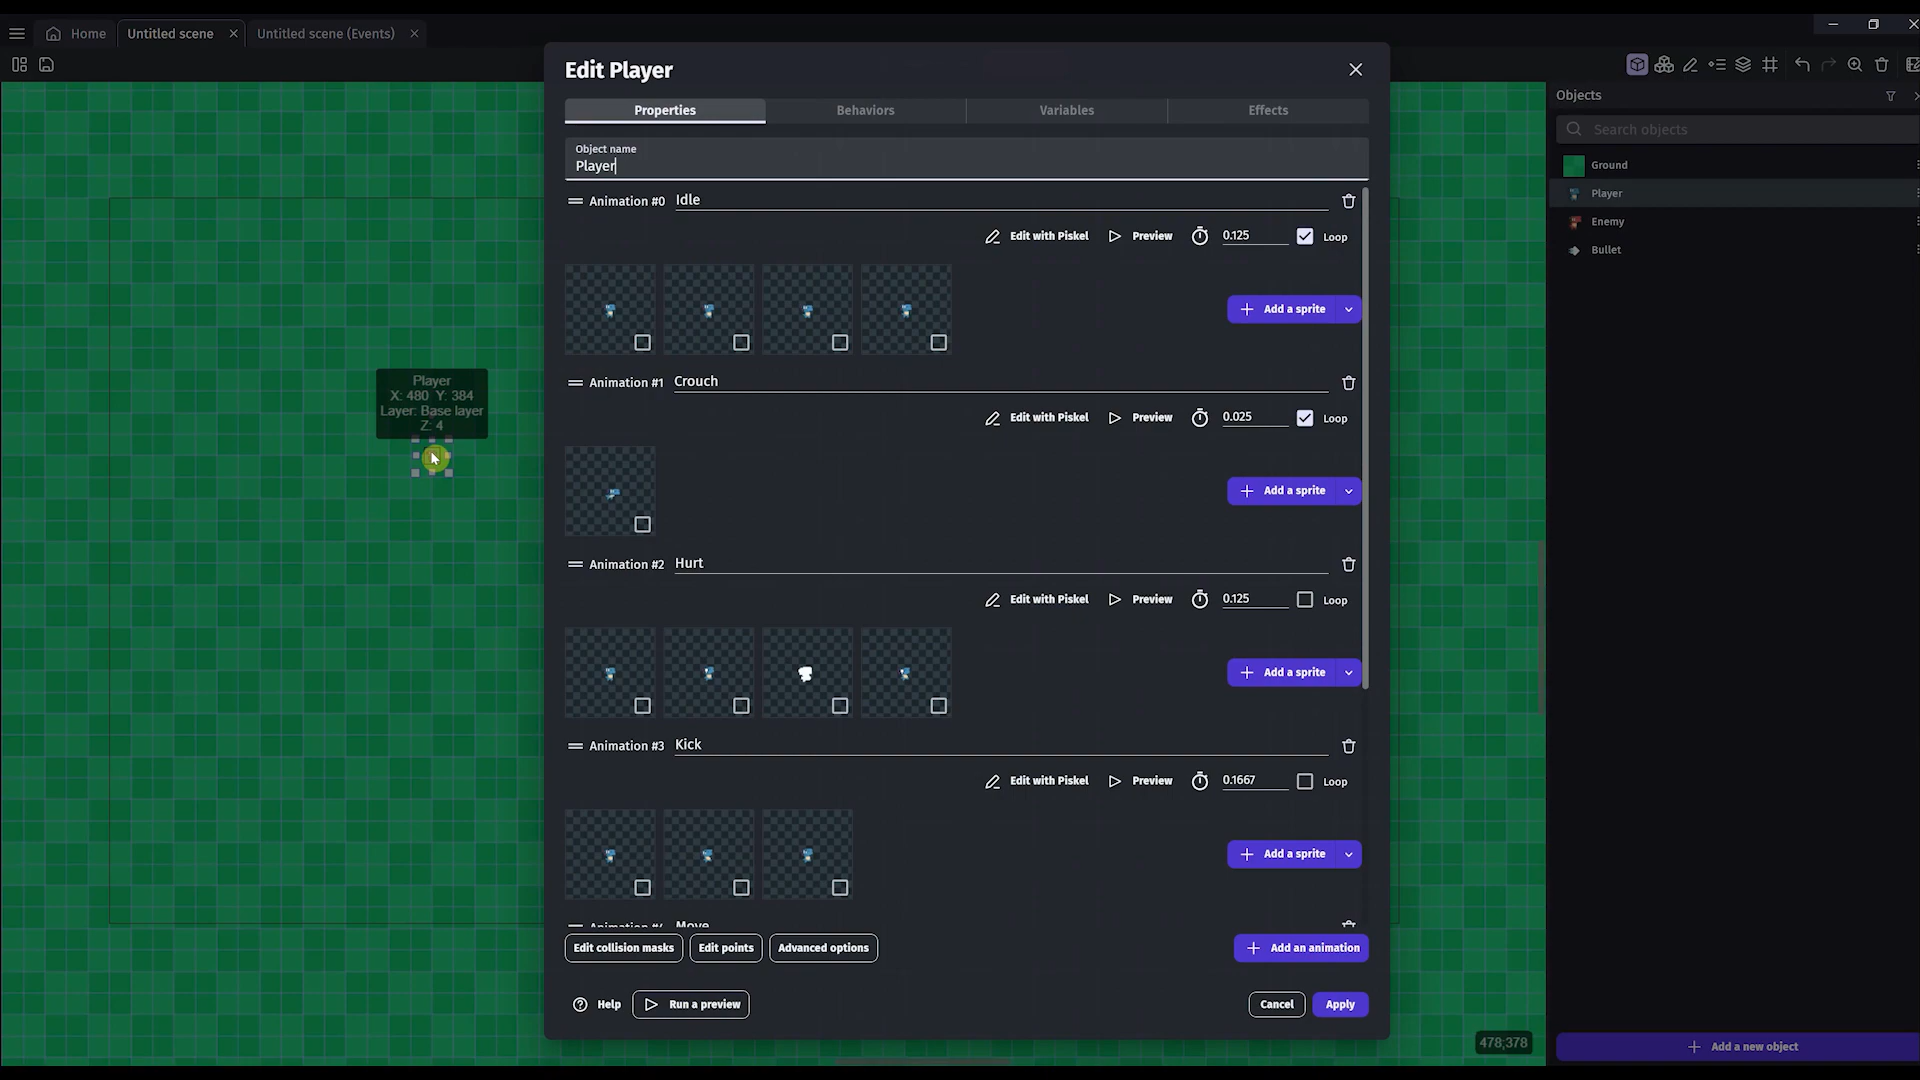 Home
Untitled scene
Untitled scene (Events)
Edit Player
Properties
Behaviors
Variables
Effects
Object name
Player
Animation #0 Idle
Edit with Piskel
Preview
0.125
Loop
Add a sprite
Animation #1 Crouch
Edit with Piskel
Preview
0.025
Loop
Add a sprite
Animation #2 Hurt
Edit with Piskel
Preview
0.125
Loop
Add a sprite
Animation #3 Kick
Edit with Piskel
Preview
0.1667
Loop
Add a sprite
Move
Edit collision masks
Edit points
Advanced options
Add an animation
Help
Run a preview
Cancel
Apply
Player
X: 480 Y: 384
Layer: Base layer
Z: 4
478;378
Objects
Search objects
Ground
Player
Enemy
Bullet
Add a new object